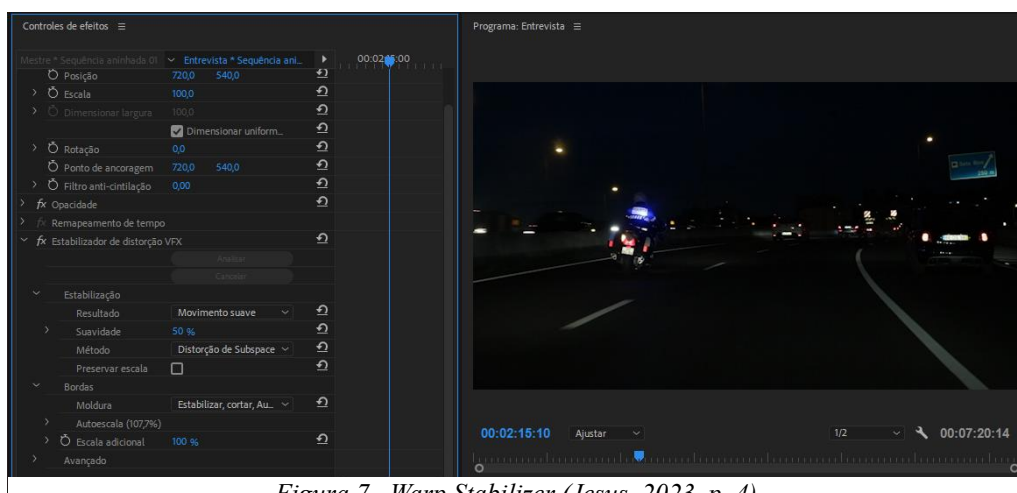 Controles de efeitos
Programa: Entrevista
Mestre * Sequência aninhada 01
Entrevista * Sequência ani...
00:02:15:00
Posição 720,0 540,0
Escala 100,0
Dimensionar largura 100,0
Dimensionar uniform...
Rotação 0,0
Ponto de ancoragem 720,0 540,0
Filtro anti-cintilação 0,00
fx Opacidade
fx Remapeamento de tempo
fx Estabilizador de distorção VFX
Analisar
Cancelar
Estabilização
Resultado Movimento suave
Suavidade 50 %
Método Distorção de Subspace
Preservar escala
Bordas
Moldura Estabilizar, cortar, Au...
Autoescala (107,7%)
Escala adicional 100 %
Avançado
00:02:15:10 Ajustar 1/2 00:07:20:14
Figura 7 - Warp Stabilizer (Jesus, 2023, p. 4)